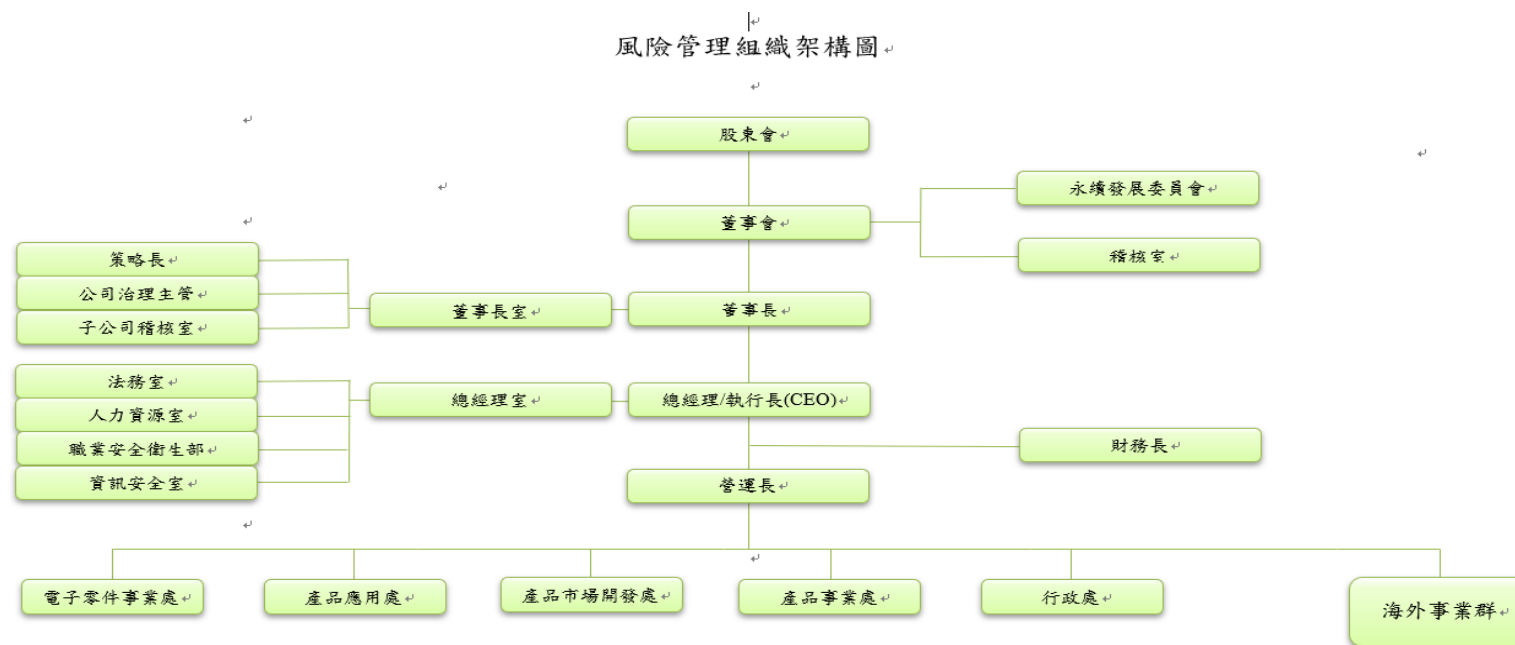 風險管理組織架構圖
股東會
永續發展委員會
董事會
稽核室
策略長
公司治理主管
子公司稽核室
董事長室
董事長
法務室
人力資源室
職業安全衛生部
資訊安全室
總經理室
總經理/執行長(CEO)
財務長
營運長
電子零件事業處
產品應用處
產品市場開發處
產品事業處
行政處
海外事業群